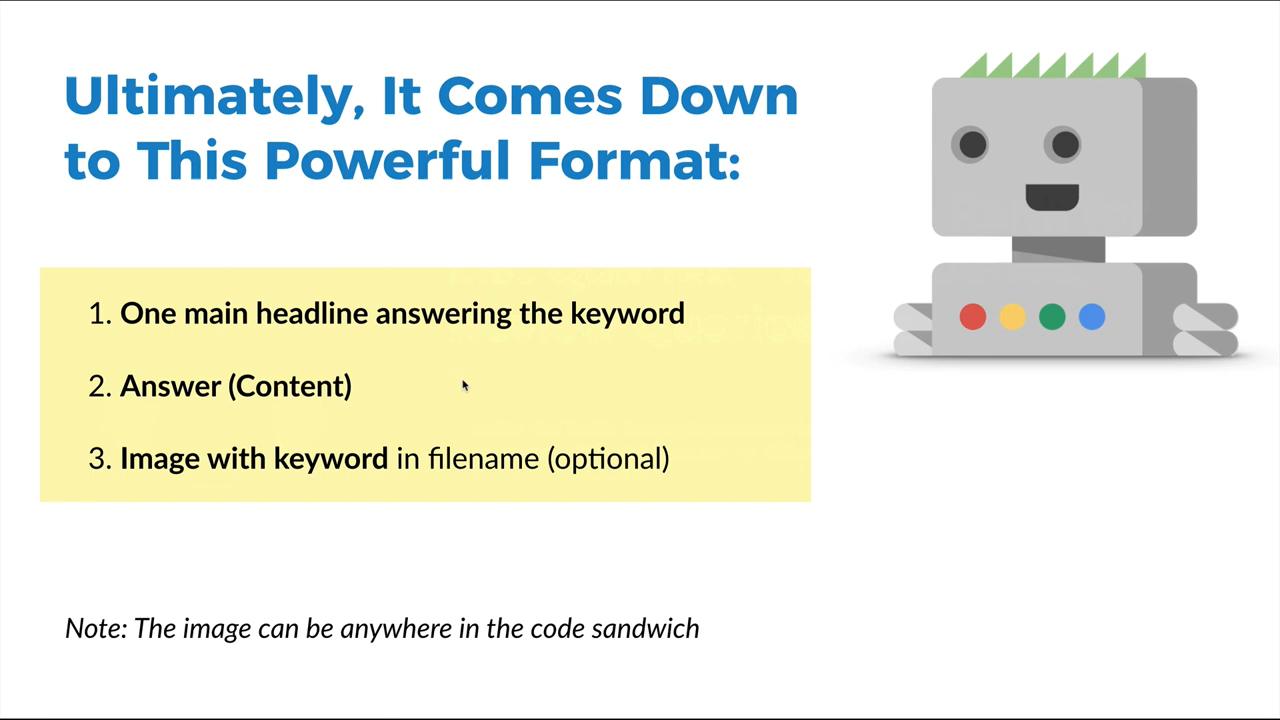 Ultimately, It Comes Down
to This Powerful Format:
1. One main headline answering the keyword
2. Answer (Content)
3. Image with keyword in filename (optional)
Note: The image can be anywhere in the code sandwich